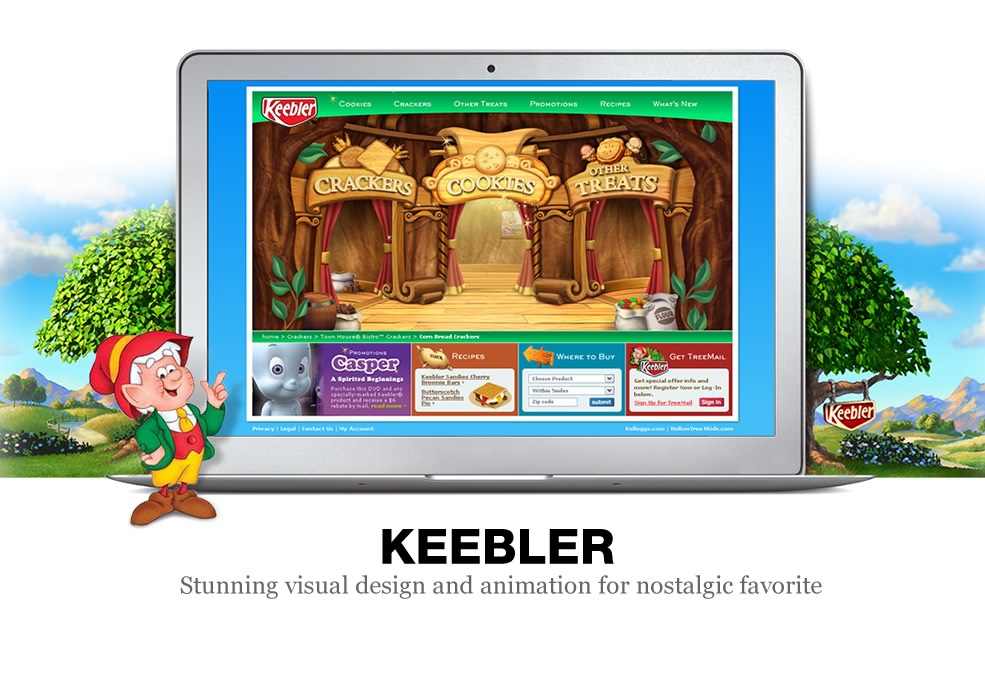 Keebler
Cookies Crackers Other Treats Promotions Recipes What's New
CRACKERS
COOKIES
OTHER
TREATS
FLOUR
home > Crackers > Town House® Bistro™ Crackers > Corn Bread Crackers
Promotions
Casper
A Spirited Beginnings
Purchase this DVD and any
specially-marked Keebler®
product and receive a $6
rebate by mail. read more >
Recipes
Keebler Sandies Cherry
Brownie Bars >
Butterscotch
Pecan Sandies
Pie >
Where to Buy
Choose Product
Within 5miles
Zip code
submit
Keebler
Get TreeMail
Get special offer info and
more! Register Now or Log-In
below.
Sign Up for TreeMail
Sign In
Privacy | Legal | Contact Us | My Account
Kelloggs.com | HollowTree4Kids.com
Keebler
KEEBLER
Stunning visual design and animation for nostalgic favorite